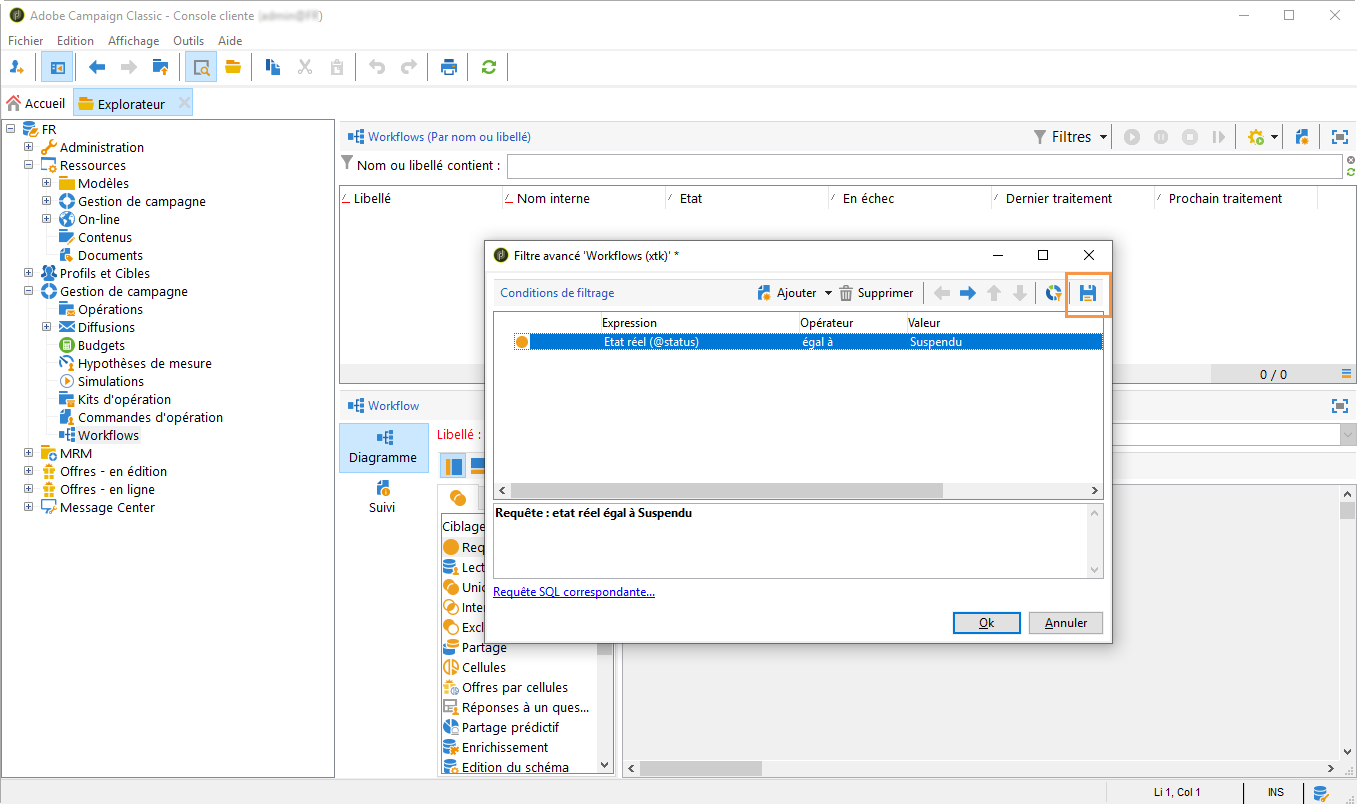 Adobe Campaign Classic - Console cliente
Fichier Edition Affichage Outils Aide
Accueil Explorateur
FR
Administration
Ressources
Modèles
Gestion de campagne
On-line
Contenus
Documents
Profils et Cibles
Gestion de campagne
Opérations
Diffusions
Budgets
Hypothèses de mesure
Simulations
Kits d'opération
Commandes d'opération
Workflows
MRM
Offres - en édition
Offres - en ligne
Message Center
Workflows (Par nom ou libellé)
Filtres
Nom ou libellé contient :
Libellé Nom interne Etat En échec Dernier traitement Prochain traitement
0 / 0
Workflow
Diagramme
Suivi
Libellé :
Ciblage
Req
Lect
Unio
Inter
Excl
Partage
Cellules
Offres par cellules
Réponses à un ques...
Partage prédictif
Enrichissement
Edition du schéma
Filtre avancé 'Workflows (xtk)' *
Conditions de filtrage
Ajouter Supprimer
Expression Opérateur Valeur
Etat réel (@status) égal à Suspendu
Requête : etat réel égal à Suspendu
Requête SQL correspondante...
Ok Annuler
Li 1, Col 1 INS